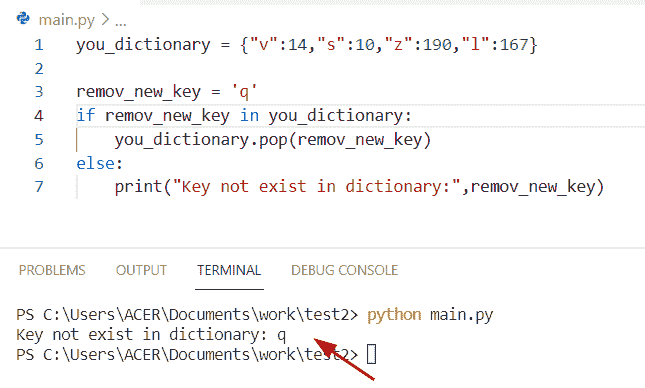 main.py > ...
1 you_dictionary = {"v":14,"s":10,"z":190,"l":167}
2
3 remov_new_key = 'q'
4 if remov_new_key in you_dictionary:
5     you_dictionary.pop(remov_new_key)
6 else:
7     print("Key not exist in dictionary:",remov_new_key)
PROBLEMS OUTPUT TERMINAL DEBUG CONSOLE
PS C:\Users\ACER\Documents\work\test2> python main.py
Key not exist in dictionary: q
PS C:\Users\ACER\Documents\work\test2>